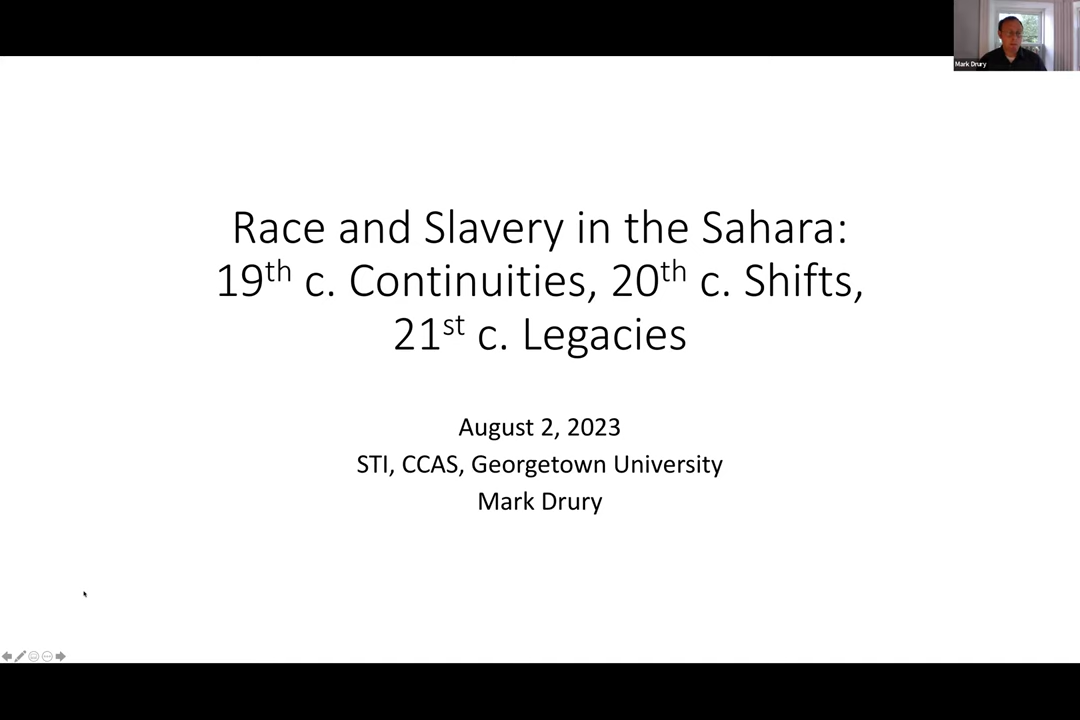 Mark Drury
Race and Slavery in the Sahara:
19th c. Continuities, 20th c. Shifts,
21st c. Legacies
August 2, 2023
STI, CCAS, Georgetown University
Mark Drury